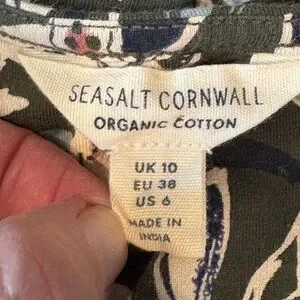 SEASALT CORNWALL
ORGANIC COTTON
UK 10
EU 38
US 6
MADE IN
INDIA